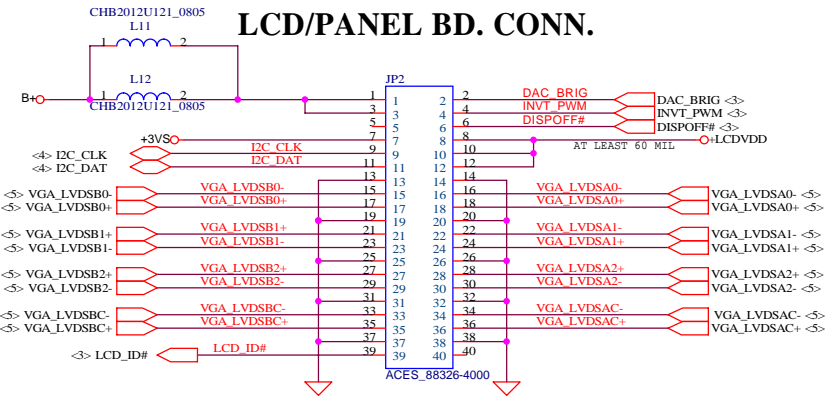 CHB2012U121_0805
LCD/PANEL BD. CONN.
L11
1 2
L12
JP2
1 2
B+
CHB2012U121_0805
1 1 2 2 DAC_BRIG DAC_BRIG <3>
3 3 4 4 INVT_PWM INVT_PWM <3>
5 5 6 6 DISPOFF# DISPOFF# <3>
+3VS 7 7 8 8 +LCDVDD
AT LEAST 60 MIL
<4> I2C_CLK I2C_CLK 9 9 10 10
<4> I2C_DAT I2C_DAT 11 11 12 12
13 13 14 14
<5> VGA_LVDSB0- VGA_LVDSB0- 15 15 16 16 VGA_LVDSA0- VGA_LVDSA0- <5>
<5> VGA_LVDSB0+ VGA_LVDSB0+ 17 17 18 18 VGA_LVDSA0+ VGA_LVDSA0+ <5>
19 19 20 20
<5> VGA_LVDSB1+ VGA_LVDSB1+ 21 21 22 22 VGA_LVDSA1- VGA_LVDSA1- <5>
<5> VGA_LVDSB1- VGA_LVDSB1- 23 23 24 24 VGA_LVDSA1+ VGA_LVDSA1+ <5>
25 25 26 26
<5> VGA_LVDSB2+ VGA_LVDSB2+ 27 27 28 28 VGA_LVDSA2+ VGA_LVDSA2+ <5>
<5> VGA_LVDSB2- VGA_LVDSB2- 29 29 30 30 VGA_LVDSA2- VGA_LVDSA2- <5>
31 31 32 32
<5> VGA_LVDSBC- VGA_LVDSBC- 33 33 34 34 VGA_LVDSAC- VGA_LVDSAC- <5>
<5> VGA_LVDSBC+ VGA_LVDSBC+ 35 35 36 36 VGA_LVDSAC+ VGA_LVDSAC+ <5>
37 37 38 38
<3> LCD_ID# LCD_ID# 39 39 40 40
ACES_88326-4000